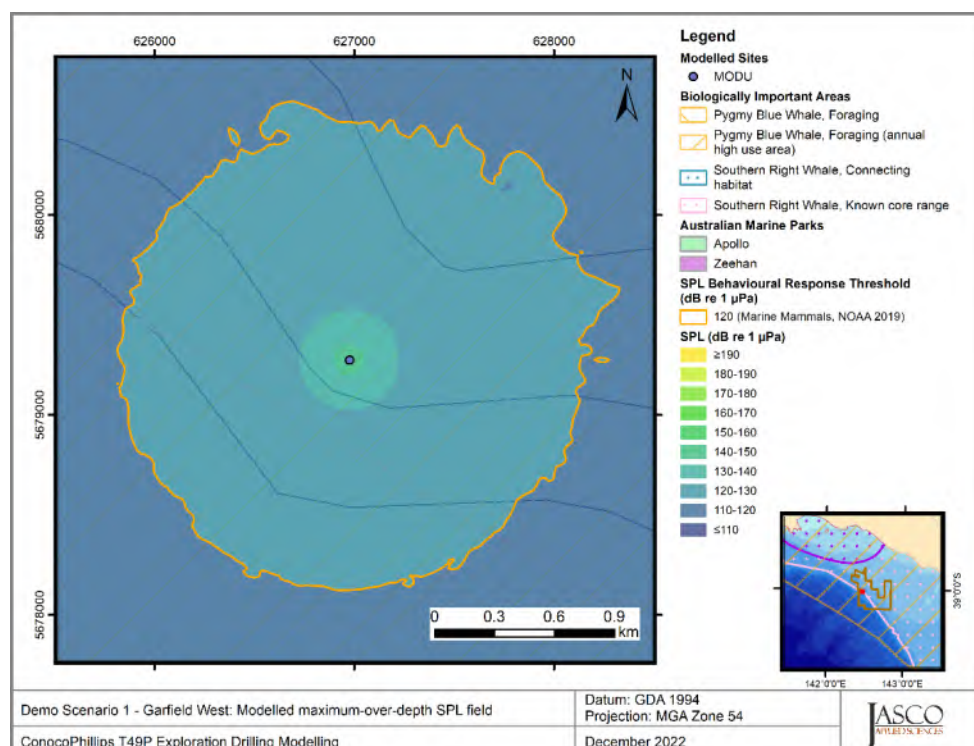 626000 627000 628000
5680000
5679000
5678000
N
0 0.3 0.6 0.9
km
Legend
Modelled Sites
MODU
Biologically Important Areas
Pygmy Blue Whale, Foraging
Pygmy Blue Whale, Foraging (annual
high use area)
Southern Right Whale, Connecting
habitat
Southern Right Whale, Known core range
Australian Marine Parks
Apollo
Zeehan
SPL Behavioural Response Threshold
(dB re 1 µPa)
120 (Marine Mammals, NOAA 2019)
SPL (dB re 1 µPa)
≥190
180-190
170-180
160-170
150-160
140-150
130-140
120-130
110-120
≤110
39°0'0"S
142°0'0"E 143°0'0"E
Demo Scenario 1 - Garfield West: Modelled maximum-over-depth SPL field
ConocoPhillips T49P Exploration Drilling Modelling
Datum: GDA 1994
Projection: MGA Zone 54
December 2022
JASCO
APPLIED SCIENCES